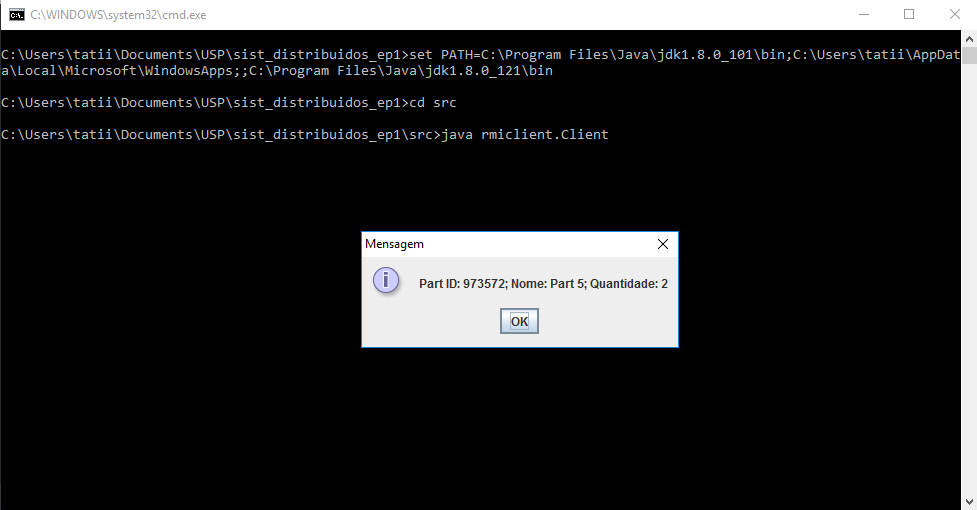 C:\WINDOWS\system32\cmd.exe
C:\Users\tatii\Documents\USP\sist_distribuidos_ep1>set PATH=C:\Program Files\Java\jdk1.8.0_101\bin;C:\Users\tatii\AppDat
a\Local\Microsoft\WindowsApps;;C:\Program Files\Java\jdk1.8.0_121\bin
C:\Users\tatii\Documents\USP\sist_distribuidos_ep1>cd src
C:\Users\tatii\Documents\USP\sist_distribuidos_ep1\src>java rmiclient.Client
Mensagem
Part ID: 973572; Nome: Part 5; Quantidade: 2
OK